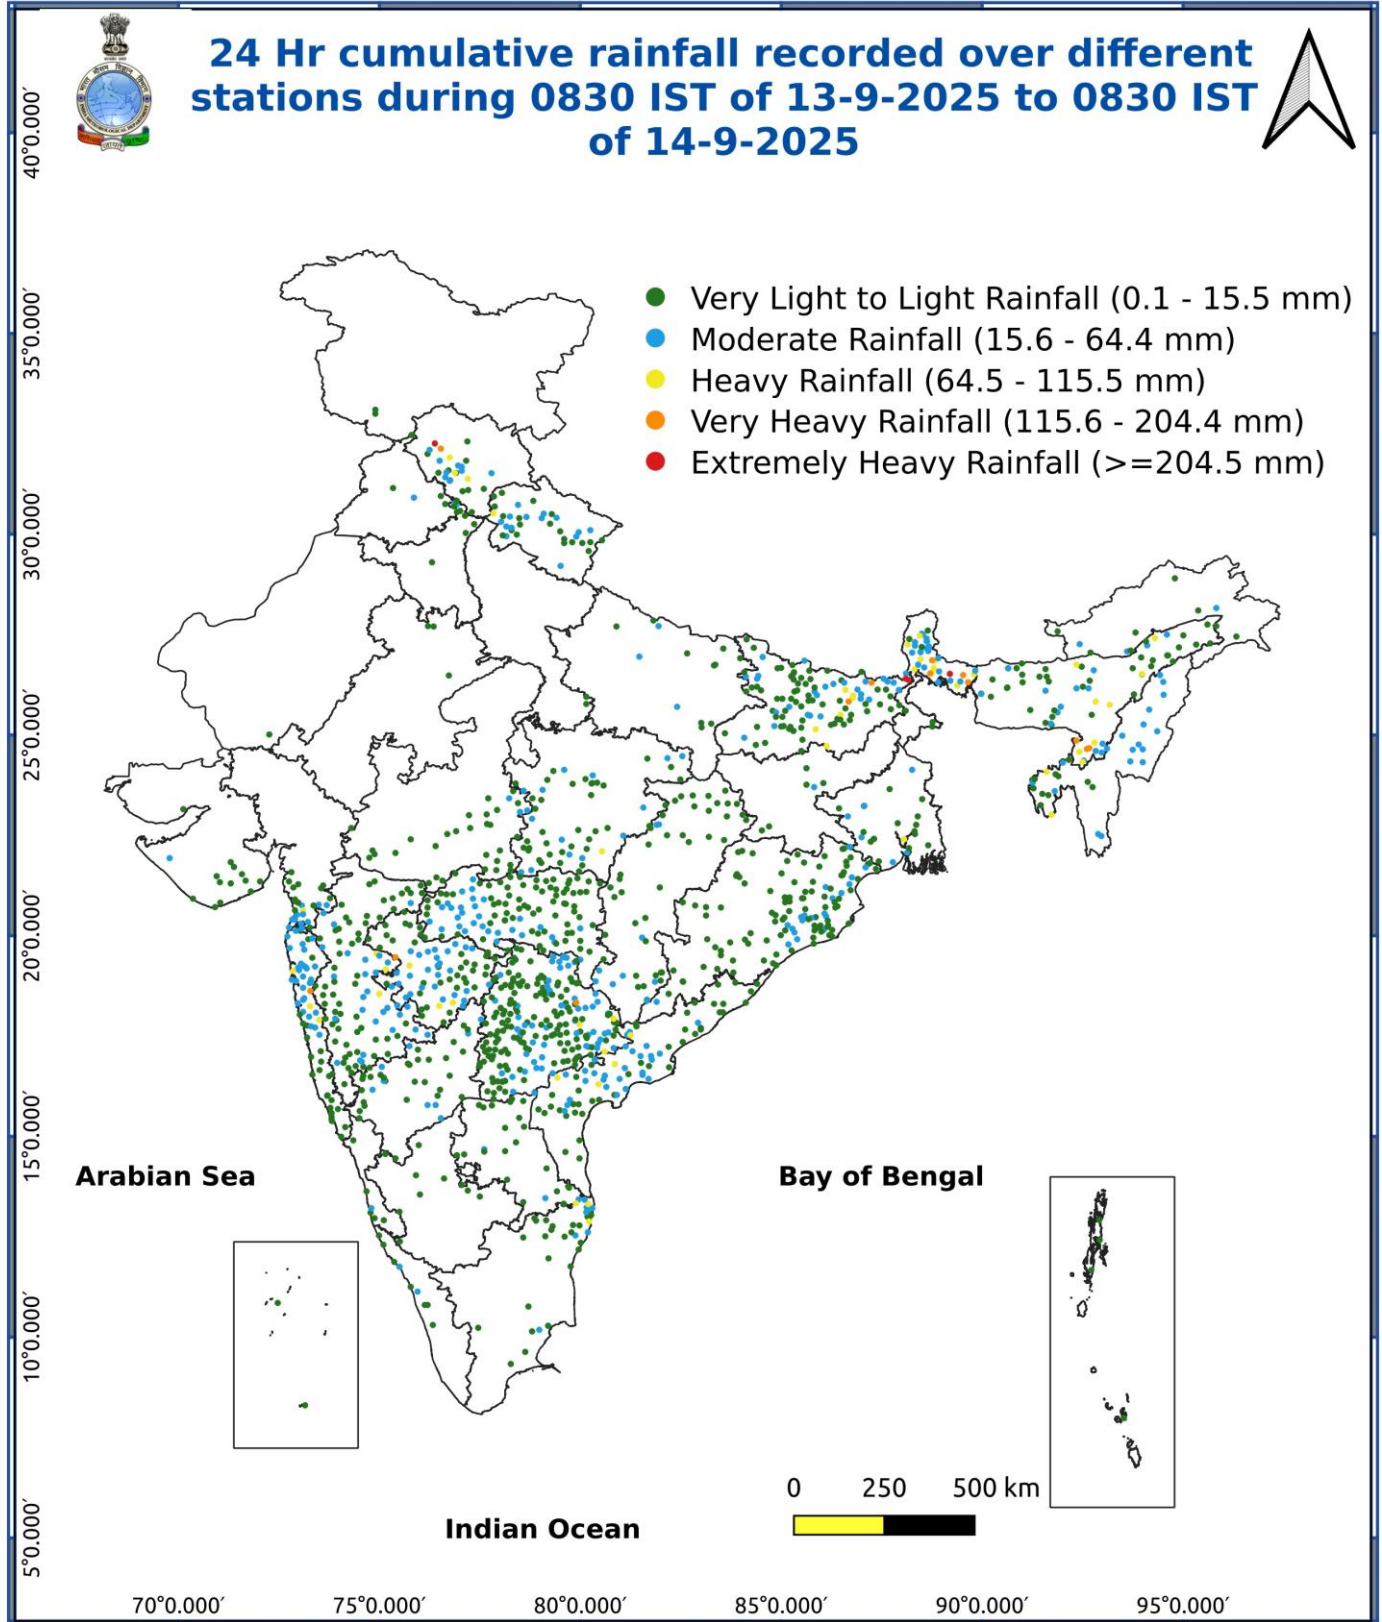 24 Hr cumulative rainfall recorded over different
stations during 0830 IST of 13-9-2025 to 0830 IST
of 14-9-2025
Very Light to Light Rainfall (0.1 - 15.5 mm)
Moderate Rainfall (15.6 - 64.4 mm)
Heavy Rainfall (64.5 - 115.5 mm)
Very Heavy Rainfall (115.6 - 204.4 mm)
Extremely Heavy Rainfall (>=204.5 mm)
40°0.000′
35°0.000′
30°0.000′
25°0.000′
20°0.000′
15°0.000′
10°0.000′
5°0.000′
Arabian Sea
Bay of Bengal
Indian Ocean
0 250 500 km
70°0.000′ 75°0.000′ 80°0.000′ 85°0.000′ 90°0.000′ 95°0.000′